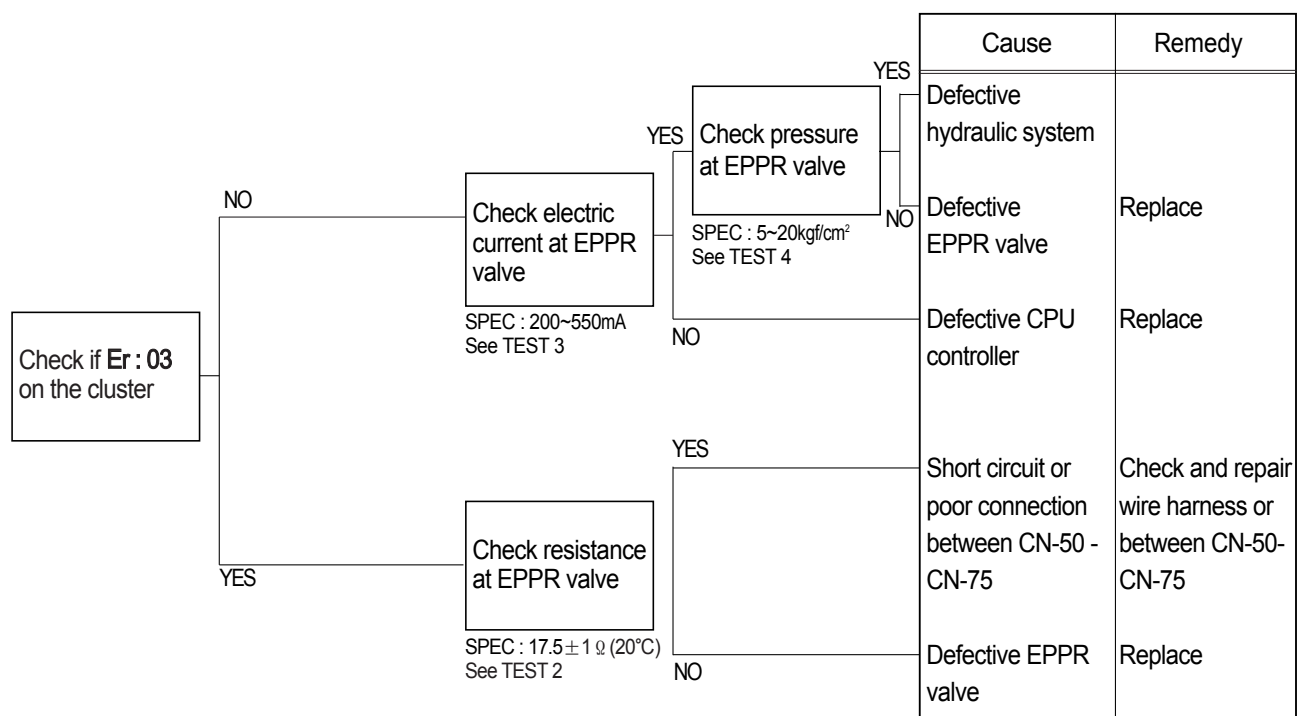 Cause
Remedy
YES
Defective
hydraulic system
YES
Check pressure
at EPPR valve
NO
Check electric
current at EPPR
valve
NO
Defective
EPPR valve
Replace
SPEC : 5~20kgf/cm²
See TEST 4
SPEC : 200~550mA
See TEST 3
NO
Defective CPU
controller
Replace
Check if Er : 03
on the cluster
YES
Short circuit or
poor connection
between CN-50 -
CN-75
Check and repair
wire harness or
between CN-50-
CN-75
YES
Check resistance
at EPPR valve
SPEC : 17.5±1 Ω (20°C)
See TEST 2
NO
Defective EPPR
valve
Replace